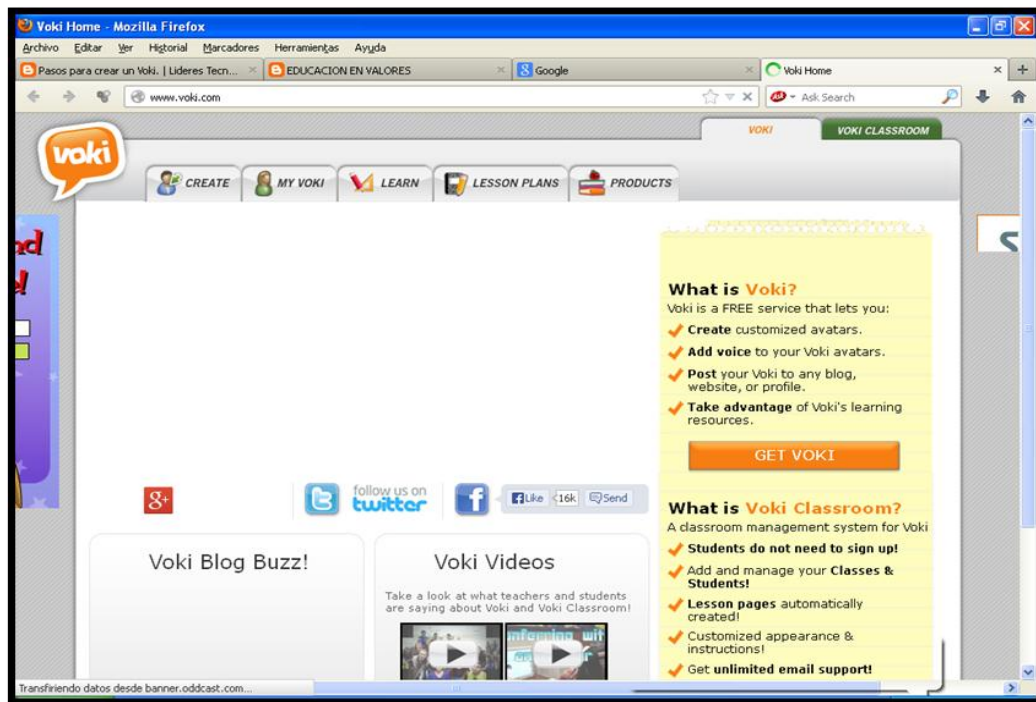 Voki Home - Mozilla Firefox
Archivo Editar Ver Historial Marcadores Herramientas Ayuda
Pasos para crear un Voki. | Lideres Tecn...
EDUCACION EN VALORES
Google
Voki Home
www.voki.com
Ask Search
voki
VOKI
VOKI CLASSROOM
CREATE
MY VOKI
LEARN
LESSON PLANS
PRODUCTS
What is Voki?
Voki is a FREE service that lets you:
Create customized avatars.
Add voice to your Voki avatars.
Post your Voki to any blog,
website, or profile.
Take advantage of Voki's learning
resources.
GET VOKI
g+
follow us on
twitter
Like
16k
Send
What is Voki Classroom?
A classroom management system for Voki
Students do not need to sign up!
Add and manage your Classes &
Students!
Lesson pages automatically
created!
Customized appearance &
instructions!
Get unlimited email support!
Voki Blog Buzz!
Voki Videos
Take a look at what teachers and students
are saying about Voki and Voki Classroom!
Transfiriendo datos desde banner.oddcast.com...